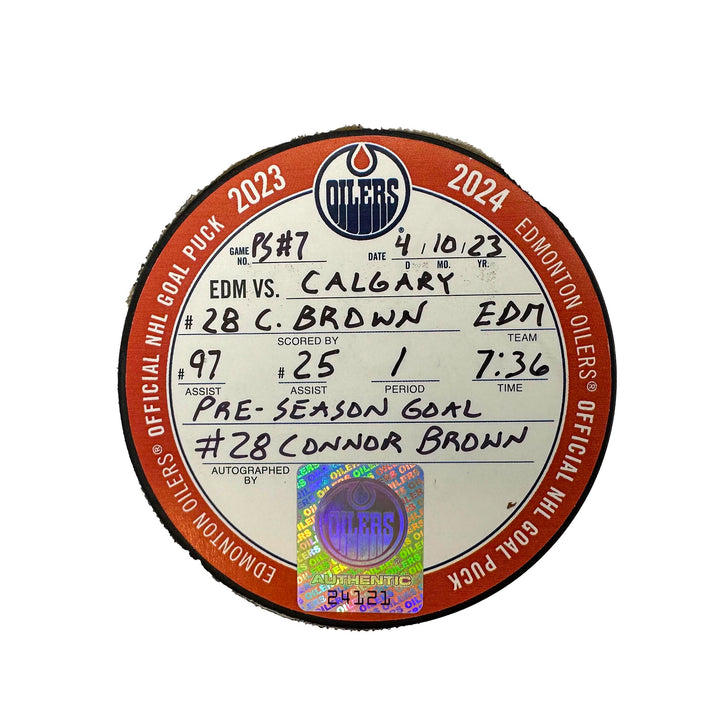 EDMONTON OILERS® OFFICIAL NHL GOAL PUCK 2023
2024 EDMONTON OILERS® OFFICIAL NHL GOAL PUCK
OILERS
GAME NO. PS#7 DATE 4 10 23
D MO. YR.
EDM VS. CALGARY
# 28 C. BROWN EDM
SCORED BY TEAM
# 97 # 25 1 7:36
ASSIST ASSIST PERIOD TIME
PRE-SEASON GOAL
#28 CONNOR BROWN
AUTOGRAPHED BY
OILERS
AUTHENTIC
24121